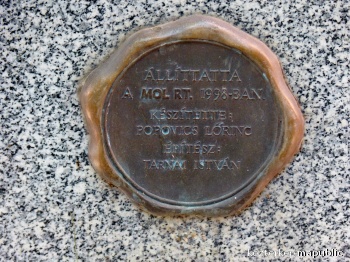 ÁLLÍTTATTA
A MOL RT. 1998-BAN
KÉSZÍTETTE:
POPOVICS LŐRINC
ÉPÍTÉSZ:
TARNAI ISTVÁN